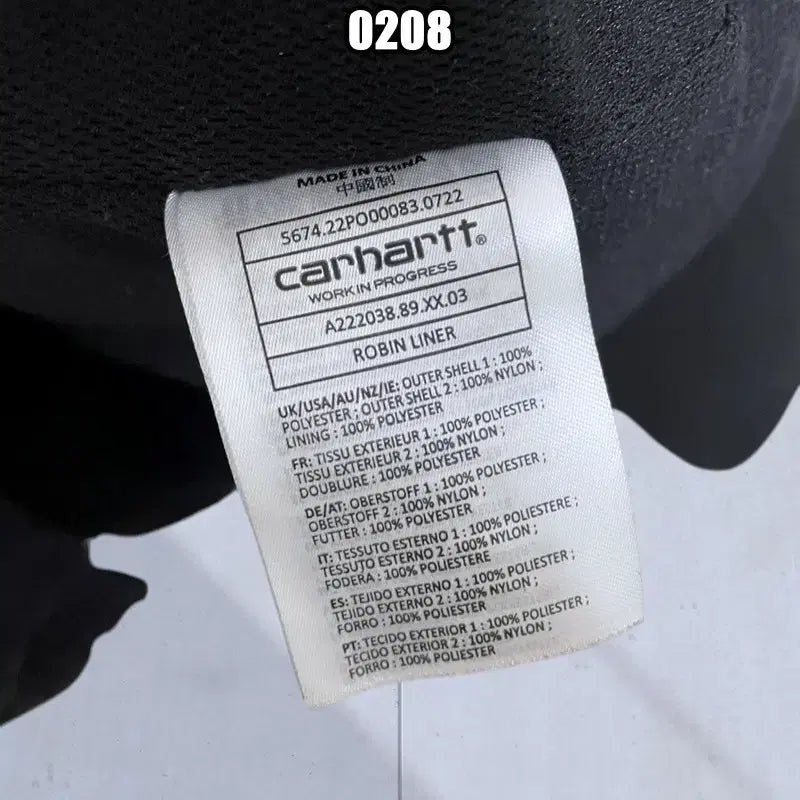 0208
MADE IN CHINA
中國制
5674.22PO00083.0722
carhartt®
WORK IN PROGRESS
A222038.89.XX.03
ROBIN LINER
UK/USA/AU/NZ/IE: OUTER SHELL 1 : 100%
POLYESTER ; OUTER SHELL 2 : 100% NYLON ;
LINING : 100% POLYESTER
FR: TISSU EXTERIEUR 1 : 100% POLYESTER ;
TISSU EXTERIEUR 2 : 100% NYLON ;
DOUBLURE : 100% POLYESTER
DE/AT: OBERSTOFF 1 : 100% POLYESTER ;
OBERSTOFF 2 : 100% NYLON ;
FUTTER : 100% POLYESTER
IT: TESSUTO ESTERNO 1 : 100% POLIESTERE ;
TESSUTO ESTERNO 2 : 100% NYLON ;
FODERA : 100% POLIESTERE
ES: TEJIDO EXTERNO 1 : 100% POLIESTER ;
TEJIDO EXTERNO 2 : 100% NYLON ;
FORRO : 100% POLIESTER
PT: TECIDO EXTERIOR 1 : 100% POLIESTER ;
TECIDO EXTERIOR 2 : 100% NYLON ;
FORRO : 100% POLIESTER